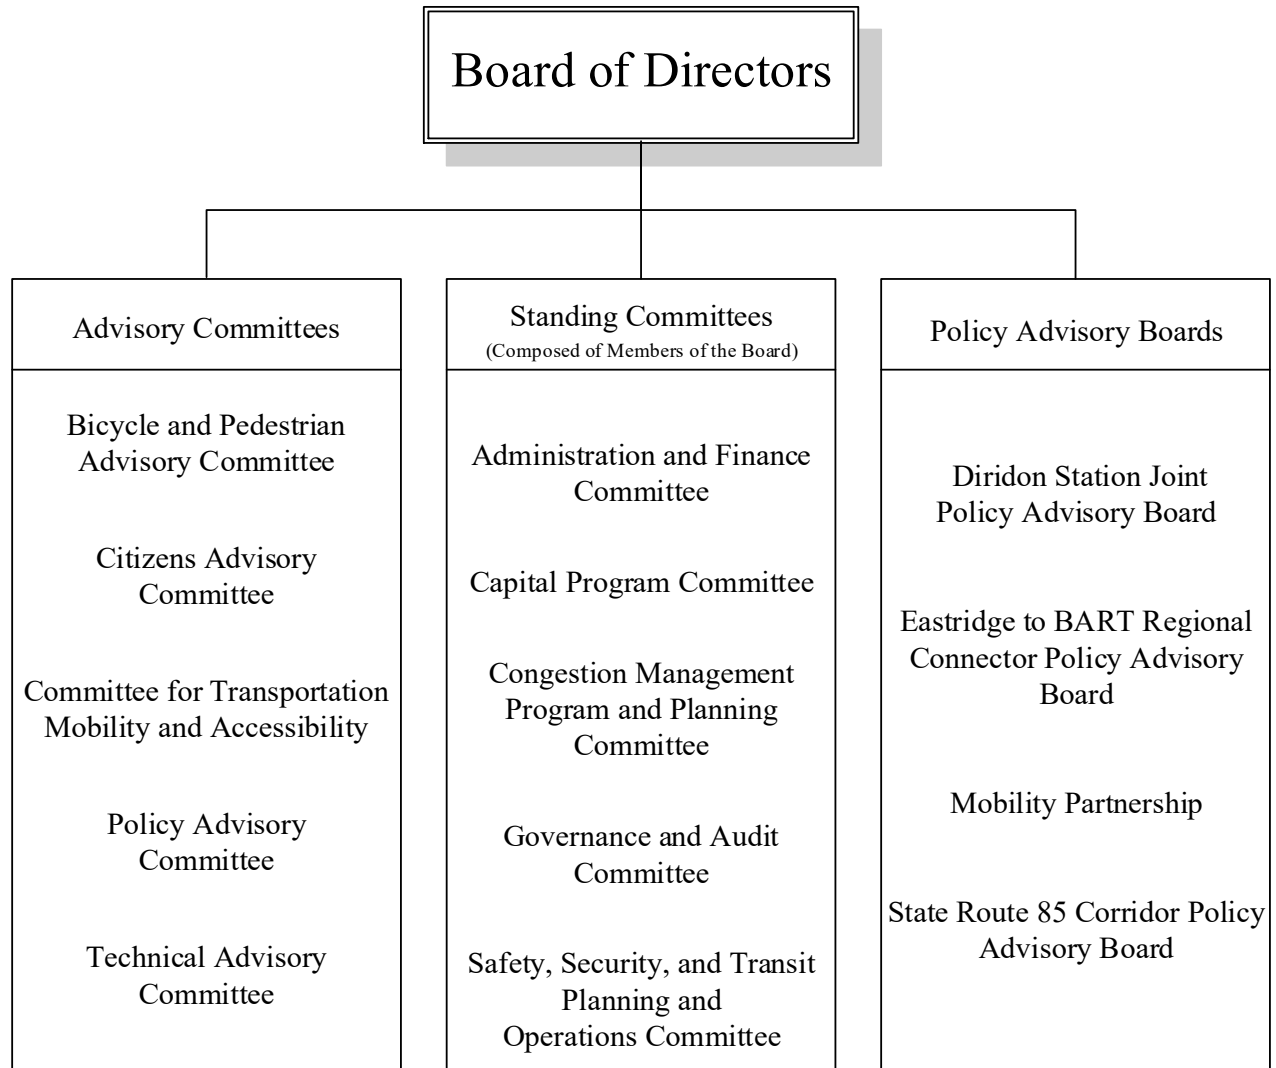 Board of Directors
Advisory Committees
Bicycle and Pedestrian
Advisory Committee
Citizens Advisory
Committee
Committee for Transportation
Mobility and Accessibility
Policy Advisory
Committee
Technical Advisory
Committee
Standing Committees
(Composed of Members of the Board)
Administration and Finance
Committee
Capital Program Committee
Congestion Management
Program and Planning
Committee
Governance and Audit
Committee
Safety, Security, and Transit
Planning and
Operations Committee
Policy Advisory Boards
Diridon Station Joint
Policy Advisory Board
Eastridge to BART Regional
Connector Policy Advisory
Board
Mobility Partnership
State Route 85 Corridor Policy
Advisory Board